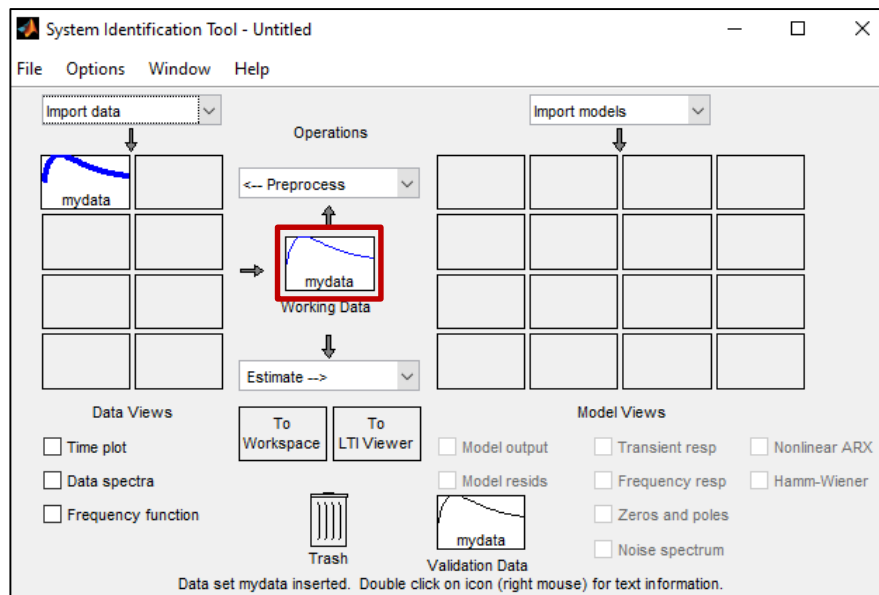 System Identification Tool - Untitled
File Options Window Help
Import data
Import models
Operations
mydata
<-- Preprocess
mydata
Working Data
Estimate -->
Data Views
To Workspace
To LTI Viewer
Model Views
Time plot
Data spectra
Frequency function
Model output
Transient resp
Nonlinear ARX
Model resids
Frequency resp
Hamm-Wiener
Zeros and poles
Noise spectrum
Trash
mydata
Validation Data
Data set mydata inserted. Double click on icon (right mouse) for text information.